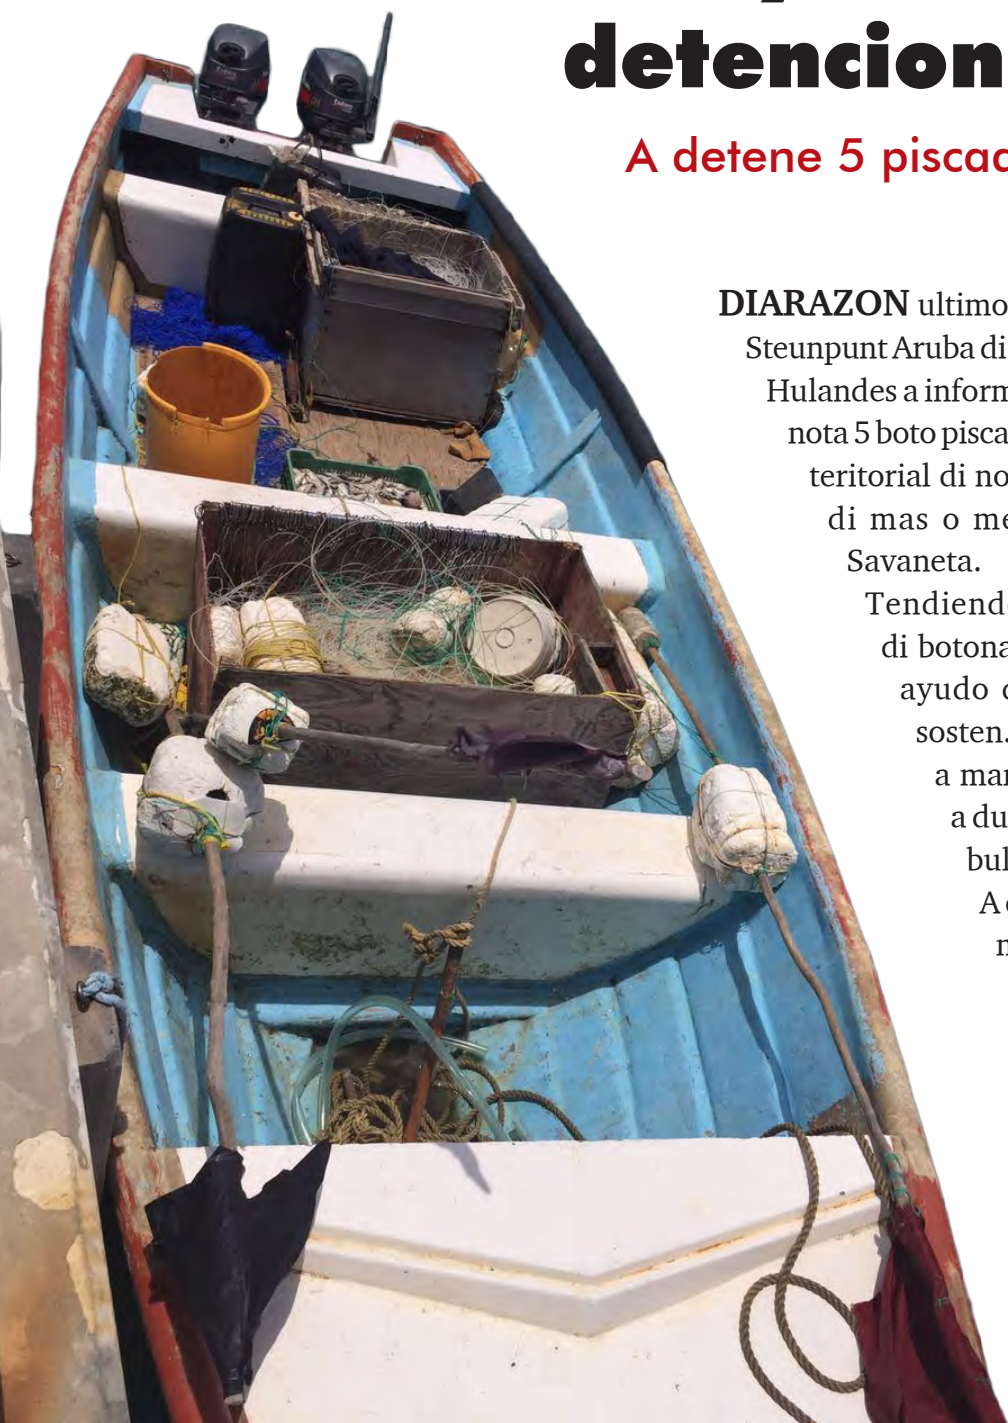 detencion
A detene 5 piscad
DIARAZON ultimo
Steunpunt Aruba di
Hulandes a inform
nota 5 boto pisca
teritorial di no
di mas o me
Savaneta.
Tendiend
di botona
ayudo
sosten.
a mar
a du
bul
A